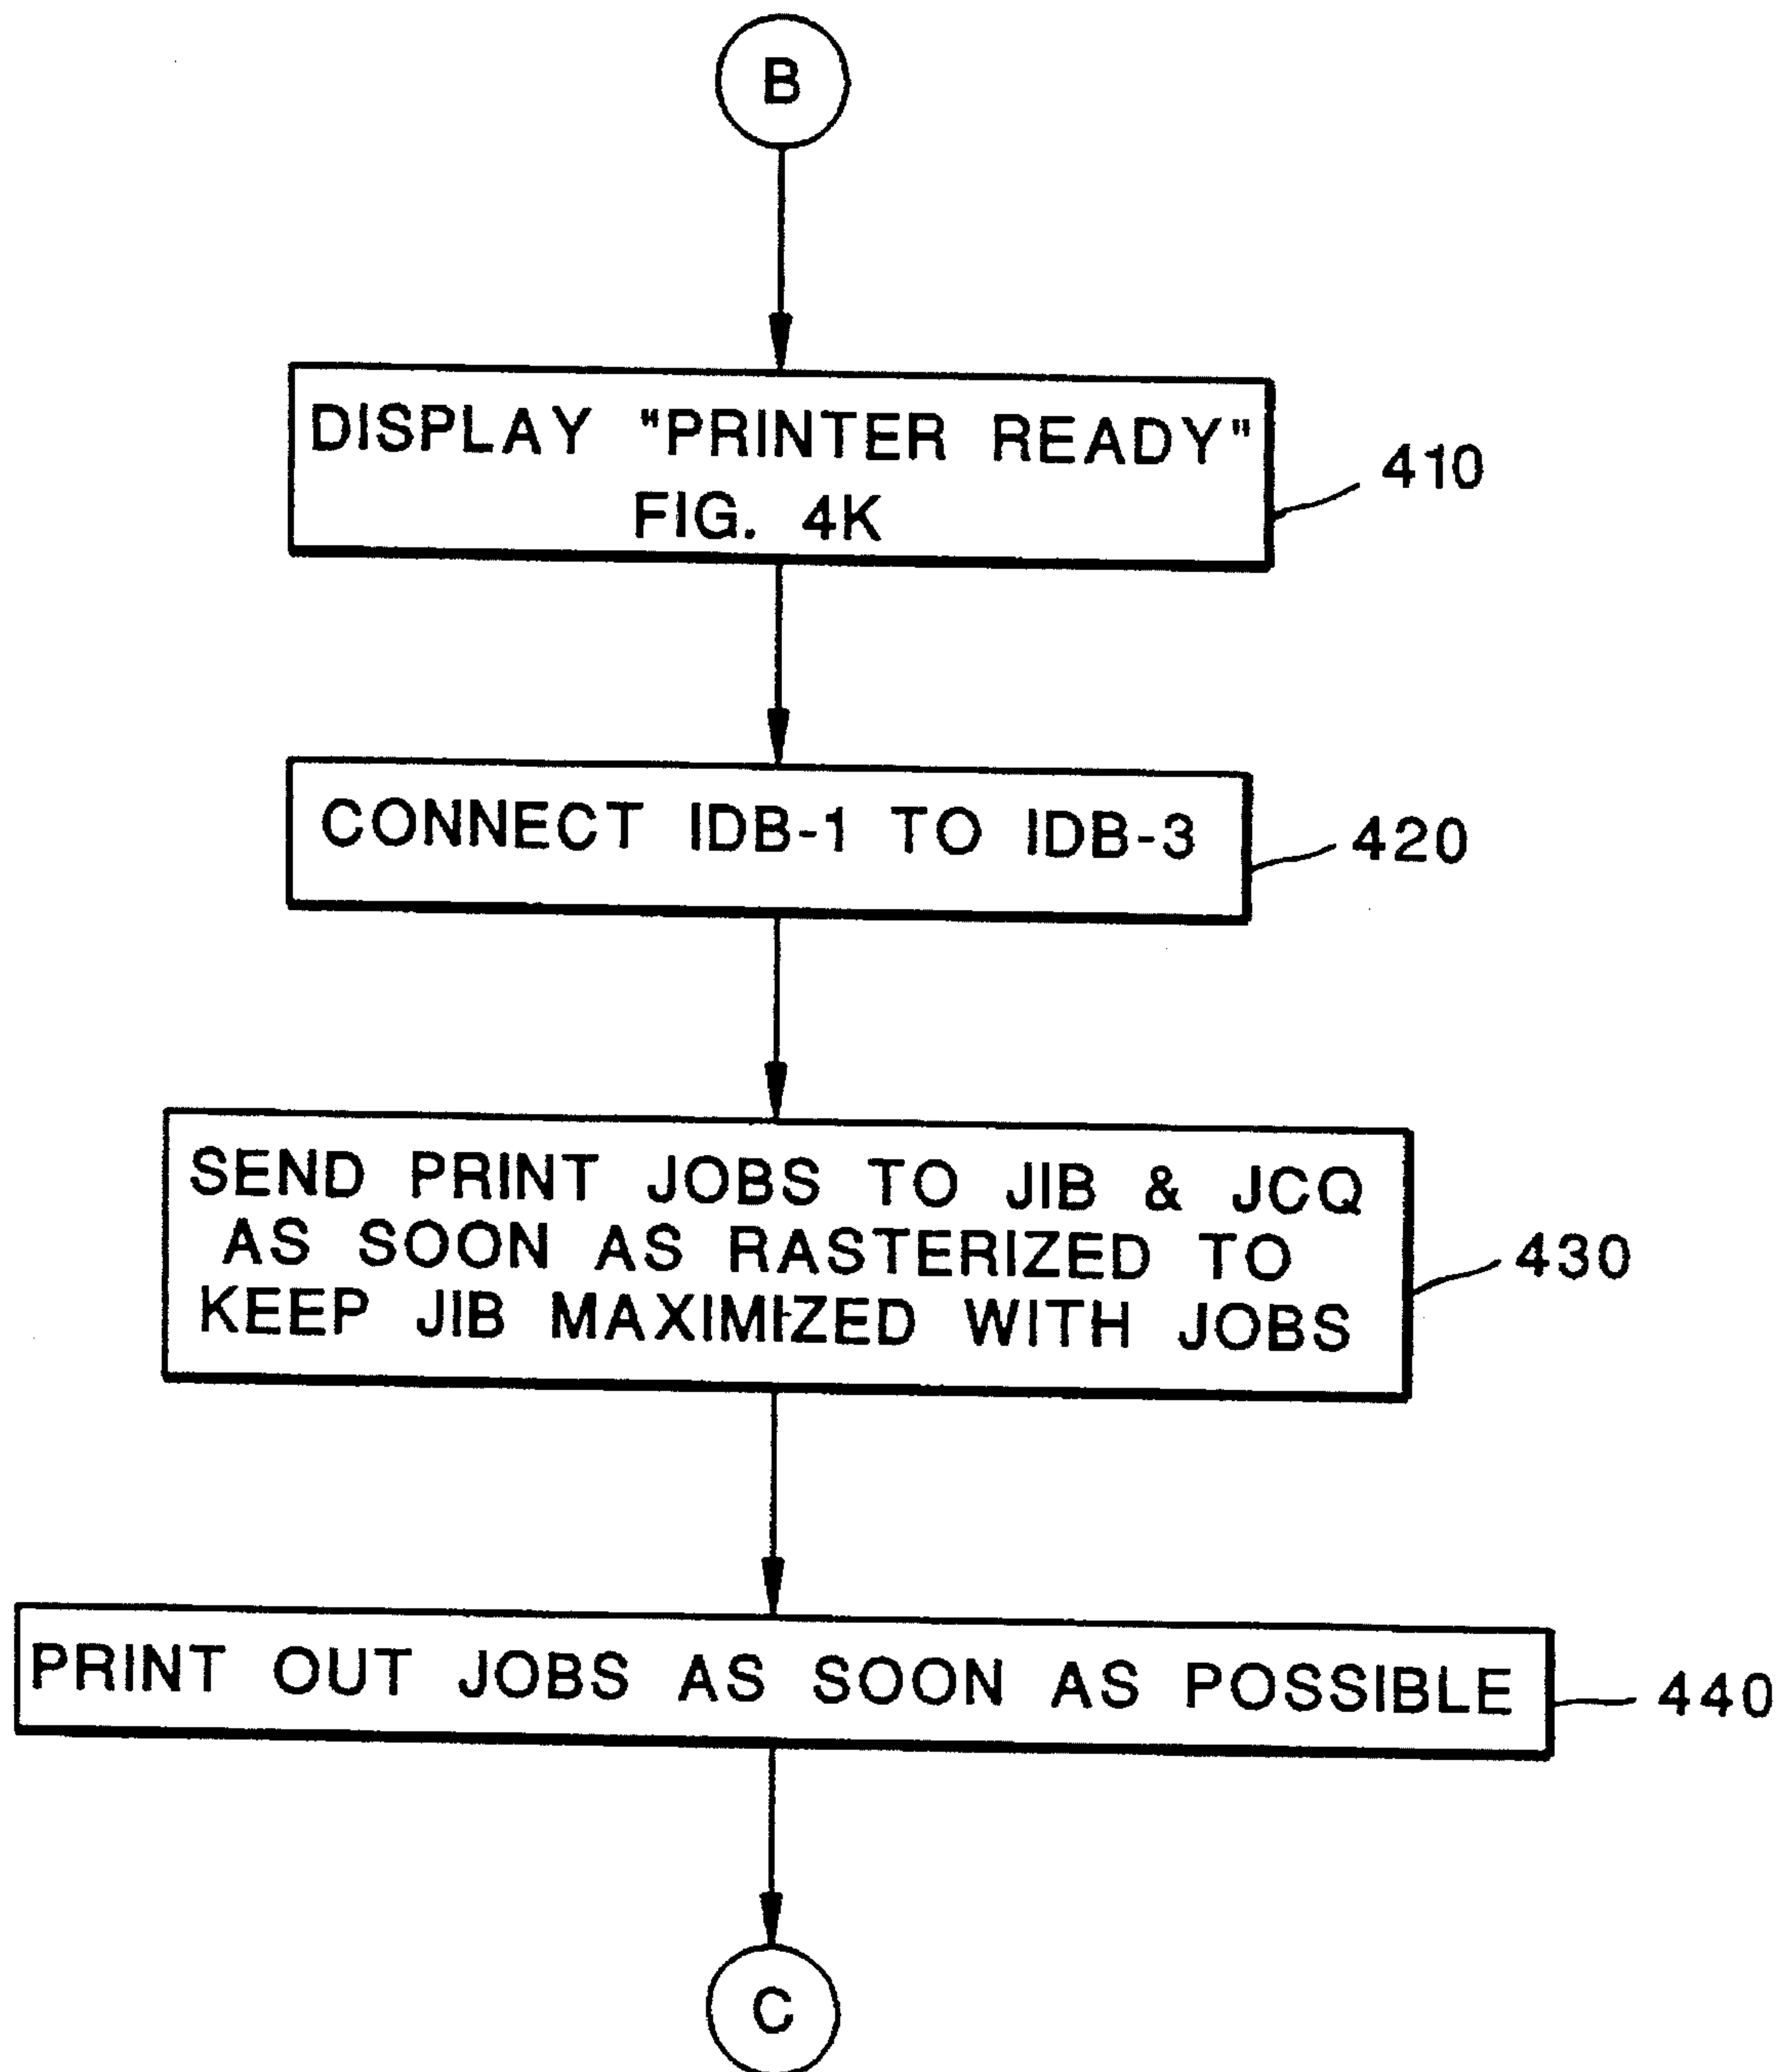 B
DISPLAY "PRINTER READY"
FIG. 4K
410
CONNECT IDB-1 TO IDB-3
420
SEND PRINT JOBS TO JIB & JCQ
AS SOON AS RASTERIZED TO
KEEP JIB MAXIMIZED WITH JOBS
430
PRINT OUT JOBS AS SOON AS POSSIBLE
440
C